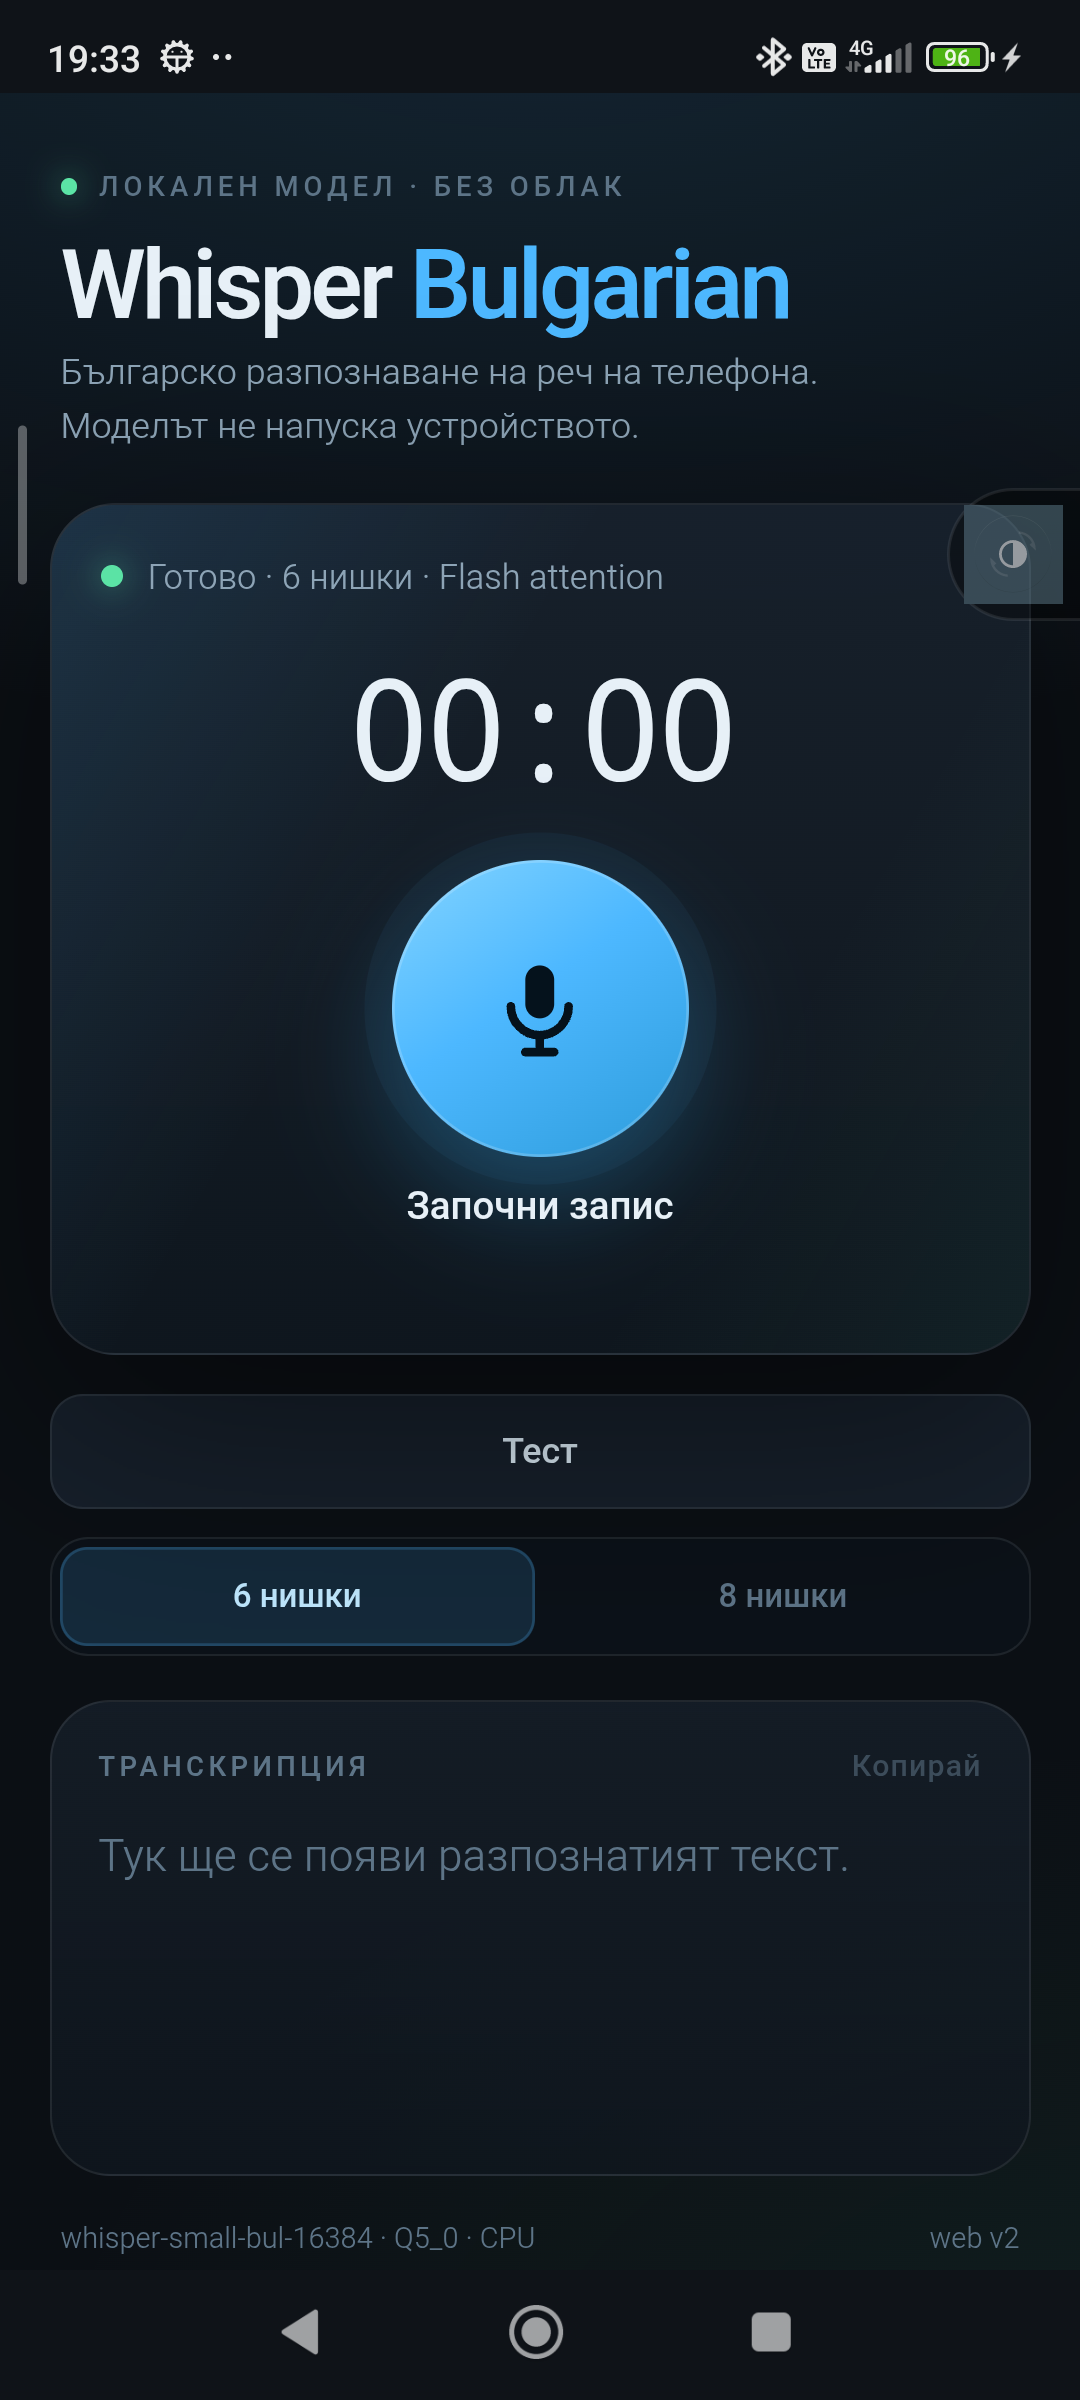 19:33
Vo LTE 4G 96
ЛОКАЛЕН МОДЕЛ · БЕЗ ОБЛАК
Whisper Bulgarian
Българско разпознаване на реч на телефона.
Моделът не напуска устройството.
Готово · 6 нишки · Flash attention
00:00
Започни запис
Тест
6 нишки 8 нишки
ТРАНСКРИПЦИЯ Копирай
Тук ще се появи разпознатият текст.
whisper-small-bul-16384 · Q5_0 · CPU web v2